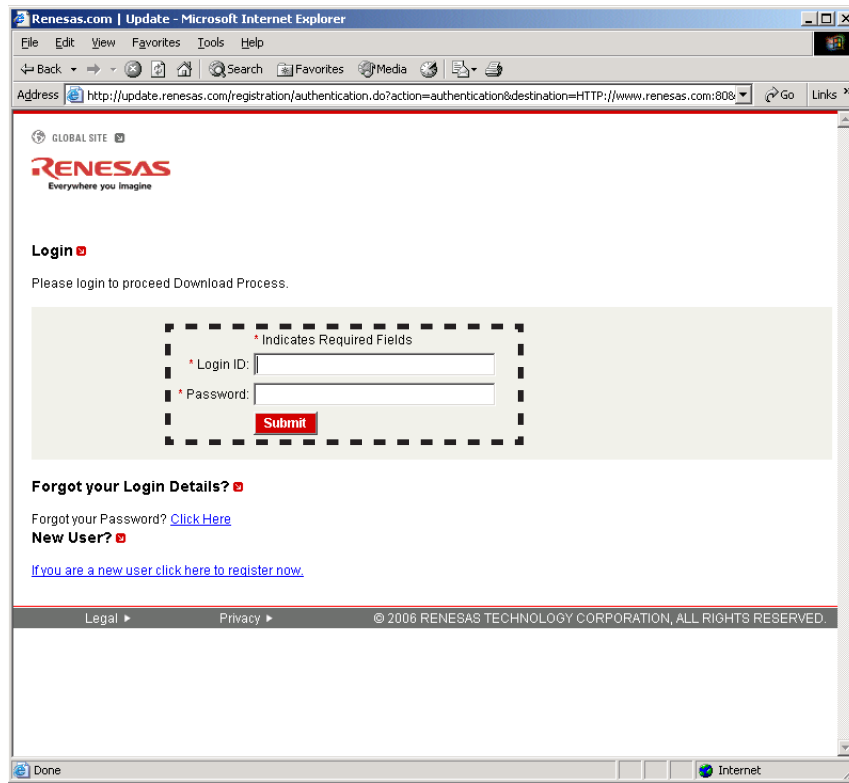 Renesas.com | Update - Microsoft Internet Explorer
File Edit View Favorites Tools Help
Back Search Favorites Media
Address http://update.renesas.com/registration/authentication.do?action=authentication&destination=HTTP://www.renesas.com:808 Go Links »
GLOBAL SITE
RENESAS
Everywhere you imagine
Login
Please login to proceed Download Process.
* Indicates Required Fields
* Login ID:
* Password:
Submit
Forgot your Login Details?
Forgot your Password? Click Here
New User?
If you are a new user click here to register now.
Legal Privacy © 2006 RENESAS TECHNOLOGY CORPORATION, ALL RIGHTS RESERVED.
Done Internet